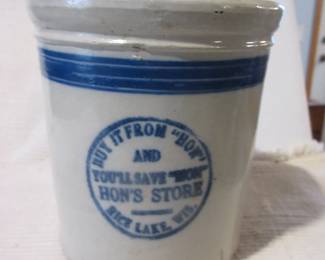 BUY IT FROM "HON"
AND
YOU'LL SAVE "MON"
HON'S STORE
RICE LAKE, WIS.